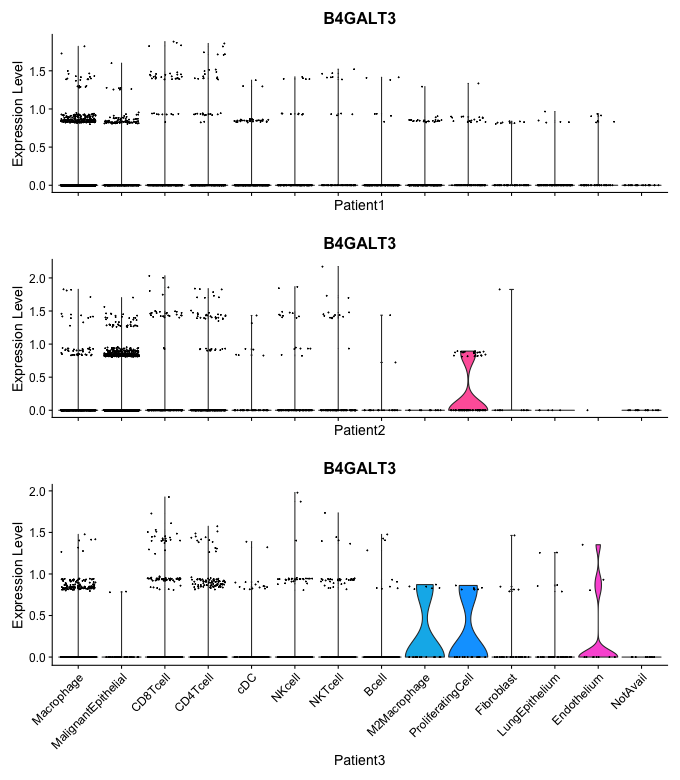 B4GALT3
Expression Level
1.5
1.0
0.5
0.0
Patient1
B4GALT3
Expression Level
2.0
1.5
1.0
0.5
0.0
Patient2
B4GALT3
Expression Level
2.0
1.5
1.0
0.5
0.0
Macrophage
MalignantEpithelial
CD8Tcell
CD4Tcell
cDC
NKcell
NKTcell
Bcell
M2Macrophage
ProliferatingCell
Fibroblast
LungEpithelium
Endothelium
NotAvail
Patient3